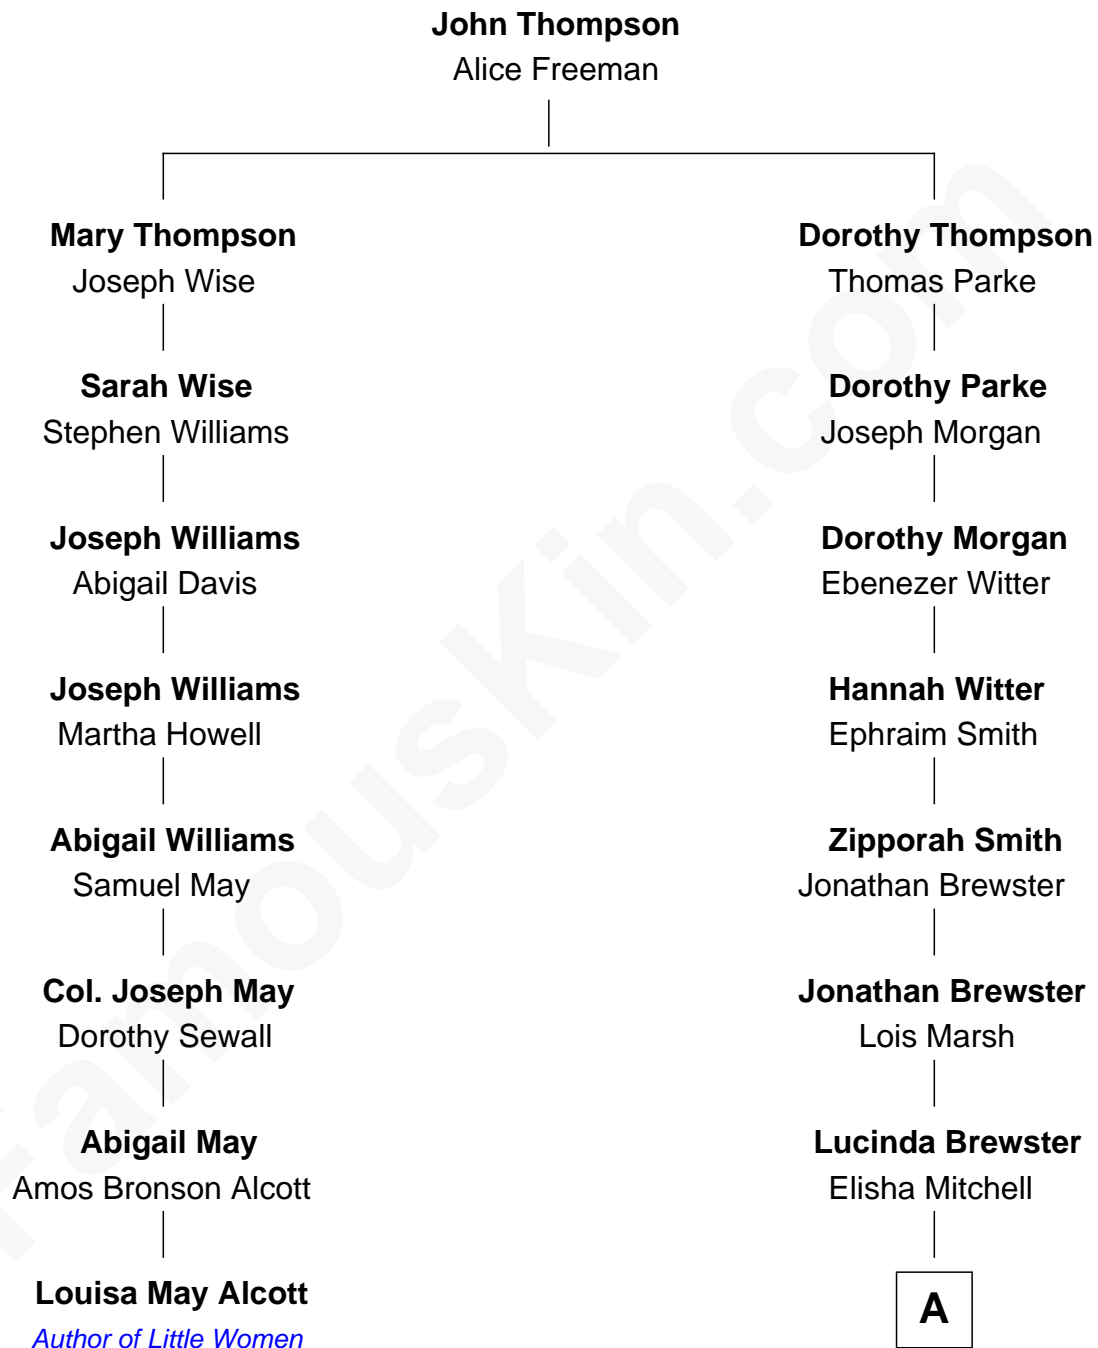 John Thompson
Alice Freeman
Mary Thompson
Joseph Wise
Sarah Wise
Stephen Williams
Joseph Williams
Abigail Davis
Joseph Williams
Martha Howell
Abigail Williams
Samuel May
Col. Joseph May
Dorothy Sewall
Abigail May
Amos Bronson Alcott
Louisa May Alcott
Author of Little Women
Dorothy Thompson
Thomas Parke
Dorothy Parke
Joseph Morgan
Dorothy Morgan
Ebenezer Witter
Hannah Witter
Ephraim Smith
Zipporah Smith
Jonathan Brewster
Jonathan Brewster
Lois Marsh
Lucinda Brewster
Elisha Mitchell
A
FamousKin.com